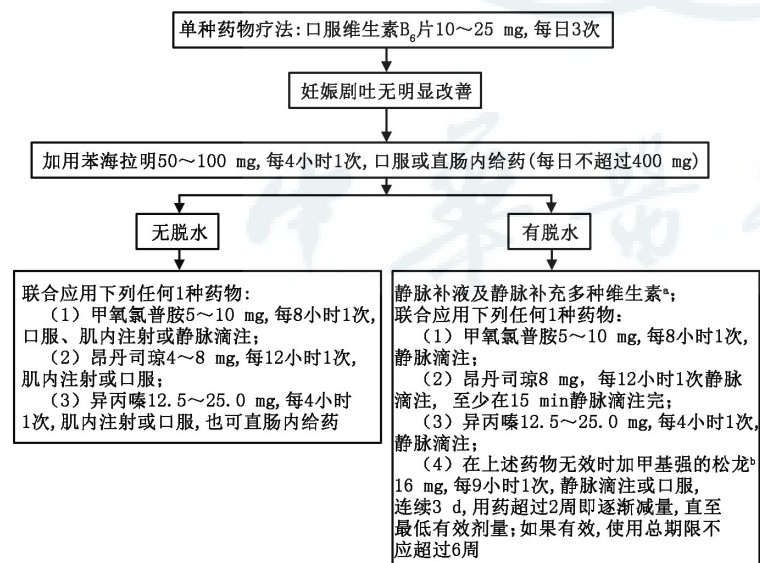 单种药物疗法:口服维生素B₆片10～25 mg,每日3次
妊娠剧吐无明显改善
加用苯海拉明50～100 mg,每4小时1次,口服或直肠内给药(每日不超过400 mg)
无脱水
有脱水
联合应用下列任何1种药物:
(1)甲氧氯普胺5～10 mg,每8小时1次,
口服、肌内注射或静脉滴注;
(2)昂丹司琼4～8 mg,每12小时1次,
肌内注射或口服;
(3)异丙嗪12.5～25.0 mg,每4小时
1次,肌内注射或口服,也可直肠内给药
静脉补液及静脉补充多种维生素ᵃ;
联合应用下列任何1种药物:
(1)甲氧氯普胺5～10 mg,每8小时1次,
静脉滴注;
(2)昂丹司琼8 mg, 每12小时1次静脉
滴注, 至少在15 min静脉滴注完;
(3)异丙嗪12.5～25.0 mg,每4小时1次,
静脉滴注;
(4)在上述药物无效时加甲基强的松龙ᵇ
16 mg,每9小时1次,静脉滴注或口服,
连续3 d,用药超过2周即逐渐减量,直至
最低有效剂量;如果有效,使用总期限不
应超过6周
中华醫